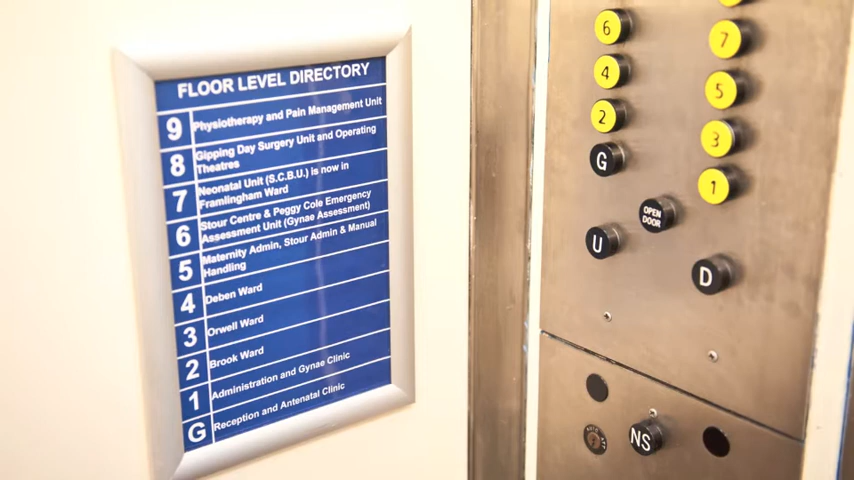 FLOOR LEVEL DIRECTORY
9 Physiotherapy and Pain Management Unit
8 Gipping Day Surgery Unit and Operating
Theatres
7 Neonatal Unit (S.C.B.U.) is now in
Framlingham Ward
6 Stour Centre & Peggy Cole Emergency
Assessment Unit (Gynae Assessment)
5 Maternity Admin, Stour Admin & Manual
Handling
4 Deben Ward
3 Orwell Ward
2 Brook Ward
1 Administration and Gynae Clinic
G Reception and Antenatal Clinic
6
7
4
5
2
3
G
1
OPEN
DOOR
U
D
NS